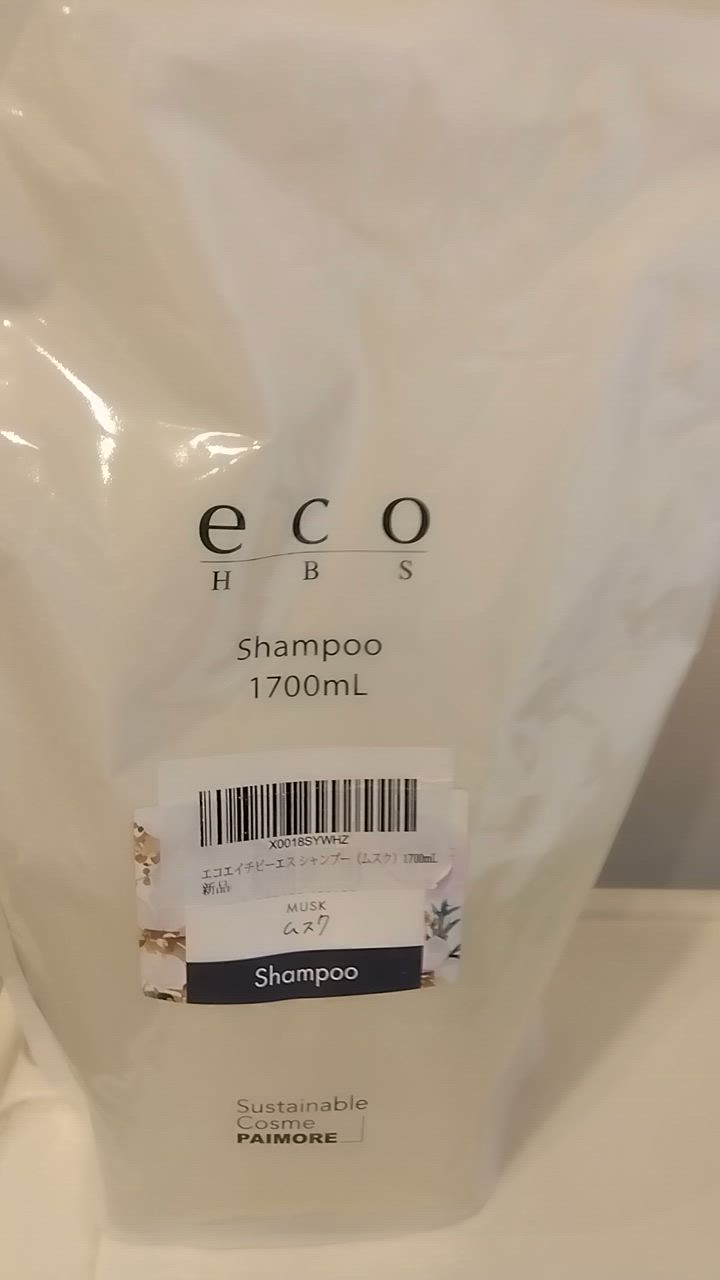 eco
H B S
Shampoo
1700mL
X0018SYWHZ
エコエイチビーエス シャンプー (ムスク) 1700mL
新品
MUSK
ムスク
Shampoo
Sustainable
Cosme
PAIMORE